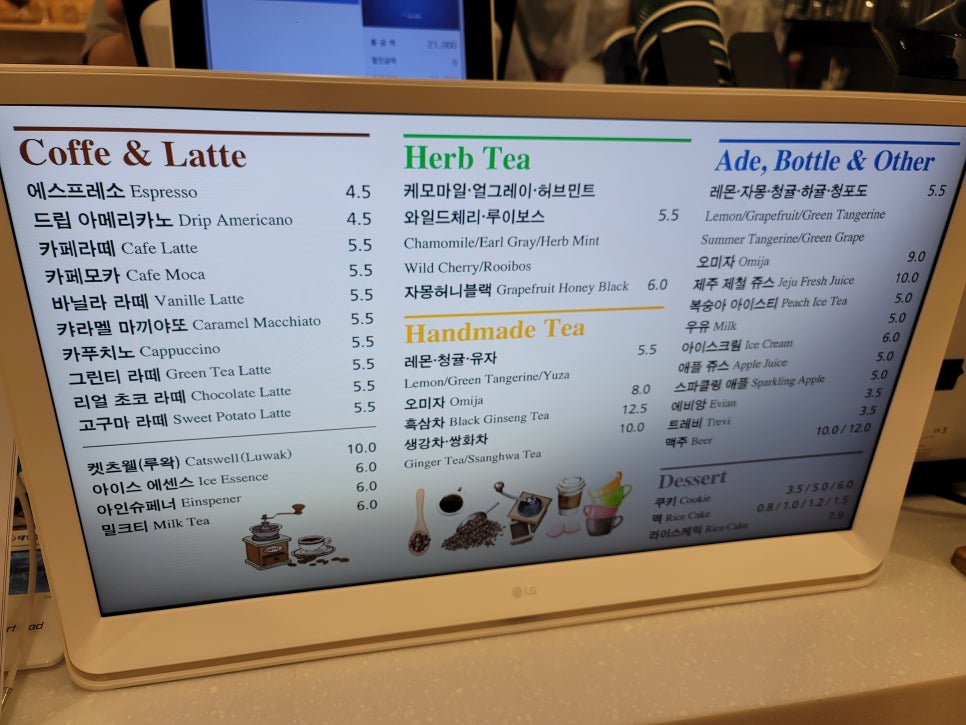 총 금 액 21,000
할인금액 0
Coffe & Latte
에스프레소 Espresso 4.5
드립 아메리카노 Drip Americano 4.5
카페라떼 Cafe Latte 5.5
카페모카 Cafe Moca 5.5
바닐라 라떼 Vanille Latte 5.5
캬라멜 마끼야또 Caramel Macchiato 5.5
카푸치노 Cappuccino 5.5
그린티 라떼 Green Tea Latte 5.5
리얼 초코 라떼 Chocolate Latte 5.5
고구마 라떼 Sweet Potato Latte 5.5
켓츠웰(루왁) Catswell(Luwak) 10.0
아이스 에센스 Ice Essence 6.0
아인슈페너 Einspener 6.0
밀크티 Milk Tea 6.0
Herb Tea
케모마일·얼그레이·허브민트
와일드체리·루이보스 5.5
Chamomile/Earl Gray/Herb Mint
Wild Cherry/Rooibos
자몽허니블랙 Grapefruit Honey Black 6.0
Handmade Tea
레몬·청귤·유자 5.5
Lemon/Green Tangerine/Yuza
오미자 Omija 8.0
흑삼차 Black Ginseng Tea 12.5
생강차·쌍화차 10.0
Ginger Tea/Ssanghwa Tea
Ade, Bottle & Other
레몬·자몽·청귤·하귤·청포도 5.5
Lemon/Grapefruit/Green Tangerine
Summer Tangerine/Green Grape
오미자 Omija 9.0
제주 제철 쥬스 Jeju Fresh Juice 10.0
복숭아 아이스티 Peach Ice Tea 5.0
우유 Milk 5.0
아이스크림 Ice Cream 6.0
애플 쥬스 Apple Juice 5.0
스파클링 애플 Sparkling Apple 5.0
에비앙 Evian 3.5
트레비 Trevi 3.5
맥주 Beer 10.0 / 12.0
Dessert
쿠키 Cookie 3.5 / 5.0 / 6.0
떡 Rice Cake 0.8 / 1.0 / 1.2 / 1.5
라이스케익 Rice Cake 7.9
LG
ad